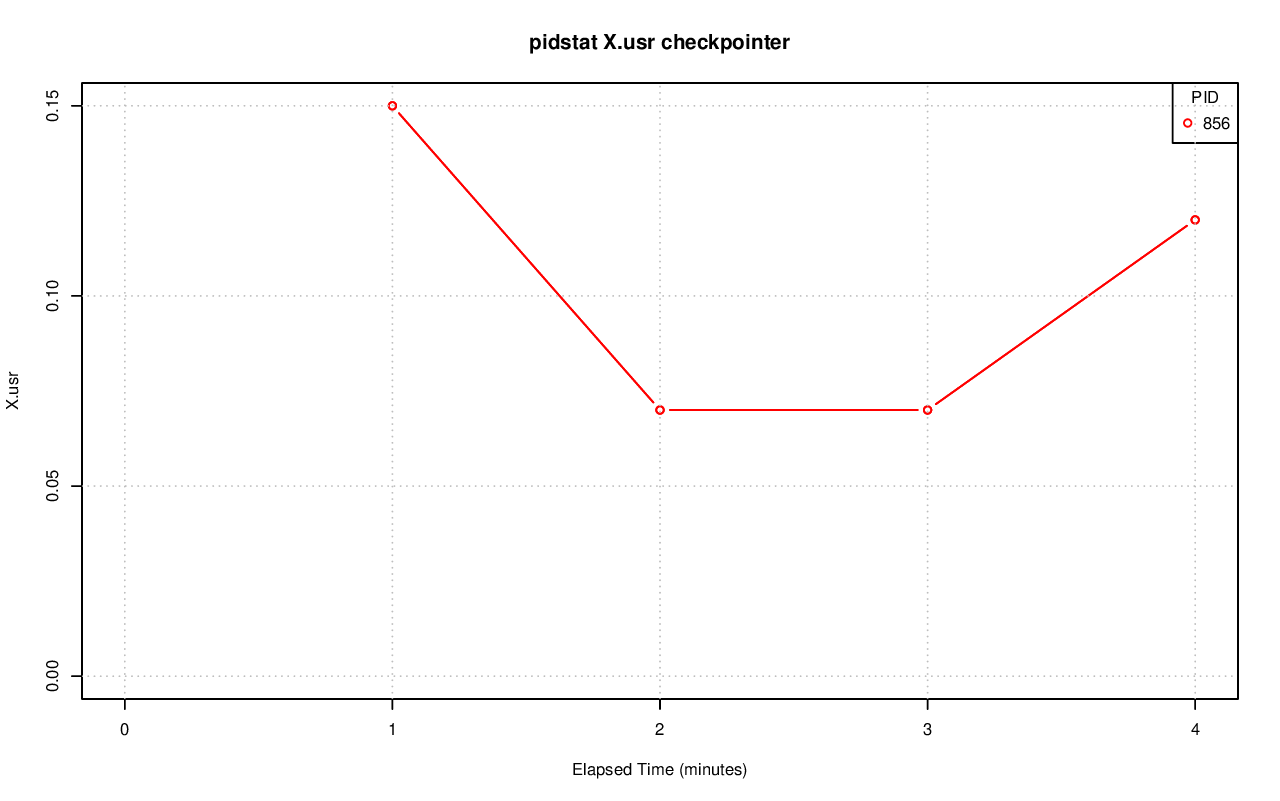 pidstat X.usr checkpointer
PID
856
X.usr
0.15
0.10
0.05
0.00
0 1 2 3 4
Elapsed Time (minutes)